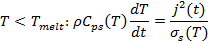 T < T_melt: ρC_ps(T) dT/dt = j²(t)/σ_s(T)